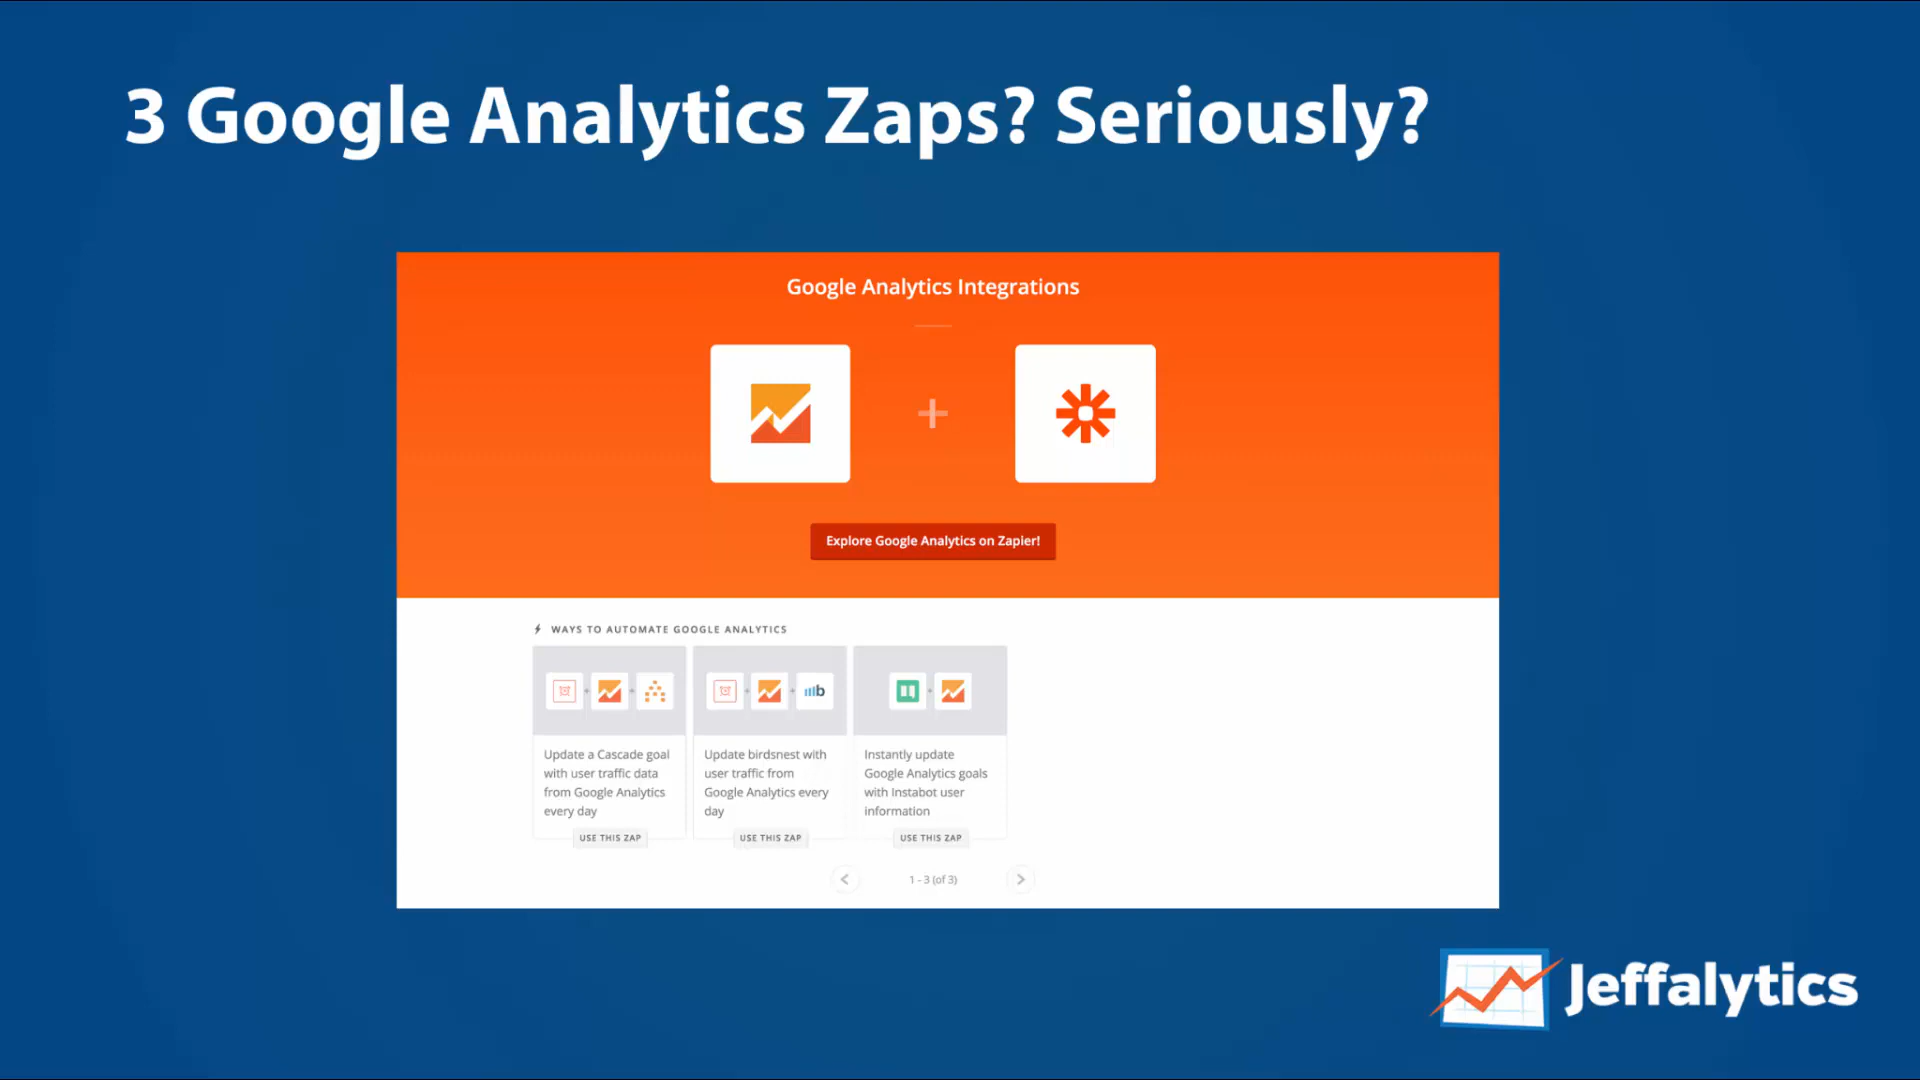 3 Google Analytics Zaps? Seriously?
Google Analytics Integrations
Explore Google Analytics on Zapier!
WAYS TO AUTOMATE GOOGLE ANALYTICS
b
Update a Cascade goal
with user traffic data
from Google Analytics
every day
USE THIS ZAP
Update birdsnest with
user traffic from
Google Analytics every
day
USE THIS ZAP
Instantly update
Google Analytics goals
with Instabot user
information
USE THIS ZAP
1 - 3 (of 3)
Jeffalytics